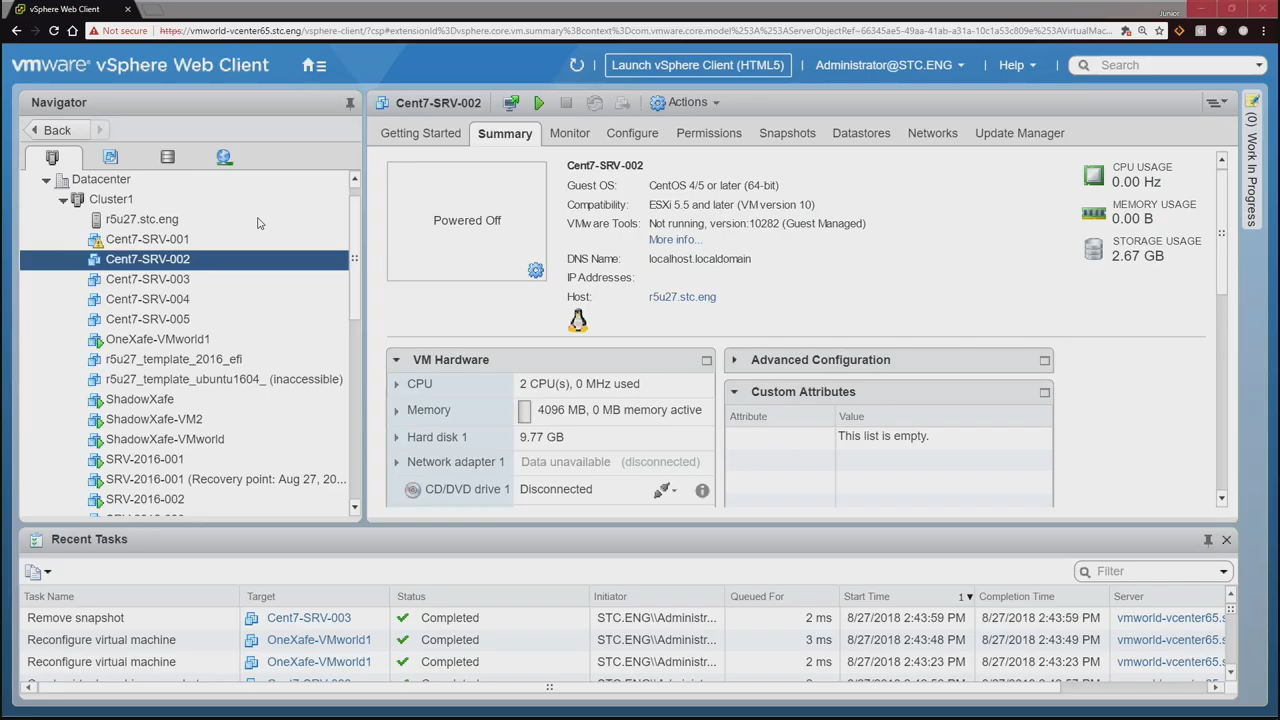 vSphere Web Client
Junior
Not secure https://vmworld-vcenter65.stc.eng/vsphere-client/?csp#extensionId%3Dvsphere.core.vm.summary%3Bcontext%3Dcom.vmware.core.model%253A%253AServerObjectRef~66345ae5-49aa-41ab-a31a-10c1a53c809e%253AVirtualMac...
vmware vSphere Web Client
Launch vSphere Client (HTML5)
Administrator@STC.ENG
Help
Search
Navigator
Back
Datacenter
Cluster1
r5u27.stc.eng
Cent7-SRV-001
Cent7-SRV-002
Cent7-SRV-003
Cent7-SRV-004
Cent7-SRV-005
OneXafe-VMworld1
r5u27_template_2016_efi
r5u27_template_ubuntu1604_ (inaccessible)
ShadowXafe
ShadowXafe-VM2
ShadowXafe-VMworld
SRV-2016-001
SRV-2016-001 (Recovery point: Aug 27, 20...
SRV-2016-002
Cent7-SRV-002
Actions
Getting Started Summary Monitor Configure Permissions Snapshots Datastores Networks Update Manager
Powered Off
Cent7-SRV-002
Guest OS: CentOS 4/5 or later (64-bit)
Compatibility: ESXi 5.5 and later (VM version 10)
VMware Tools: Not running, version:10282 (Guest Managed)
More info...
DNS Name: localhost.localdomain
IP Addresses:
Host: r5u27.stc.eng
CPU USAGE
0.00 Hz
MEMORY USAGE
0.00 B
STORAGE USAGE
2.67 GB
VM Hardware
CPU 2 CPU(s), 0 MHz used
Memory 4096 MB, 0 MB memory active
Hard disk 1 9.77 GB
Network adapter 1 Data unavailable (disconnected)
CD/DVD drive 1 Disconnected
Advanced Configuration
Custom Attributes
Attribute Value
This list is empty.
(0) Work In Progress
Recent Tasks
Filter
Task Name Target Status Initiator Queued For Start Time 1 Completion Time Server
Remove snapshot Cent7-SRV-003 Completed STC.ENG\\Administr... 2 ms 8/27/2018 2:43:59 PM 8/27/2018 2:43:59 PM vmworld-vcenter65.s
Reconfigure virtual machine OneXafe-VMworld1 Completed STC.ENG\\Administr... 3 ms 8/27/2018 2:43:48 PM 8/27/2018 2:43:49 PM vmworld-vcenter65.s
Reconfigure virtual machine OneXafe-VMworld1 Completed STC.ENG\\Administr... 2 ms 8/27/2018 2:43:23 PM 8/27/2018 2:43:23 PM vmworld-vcenter65.s